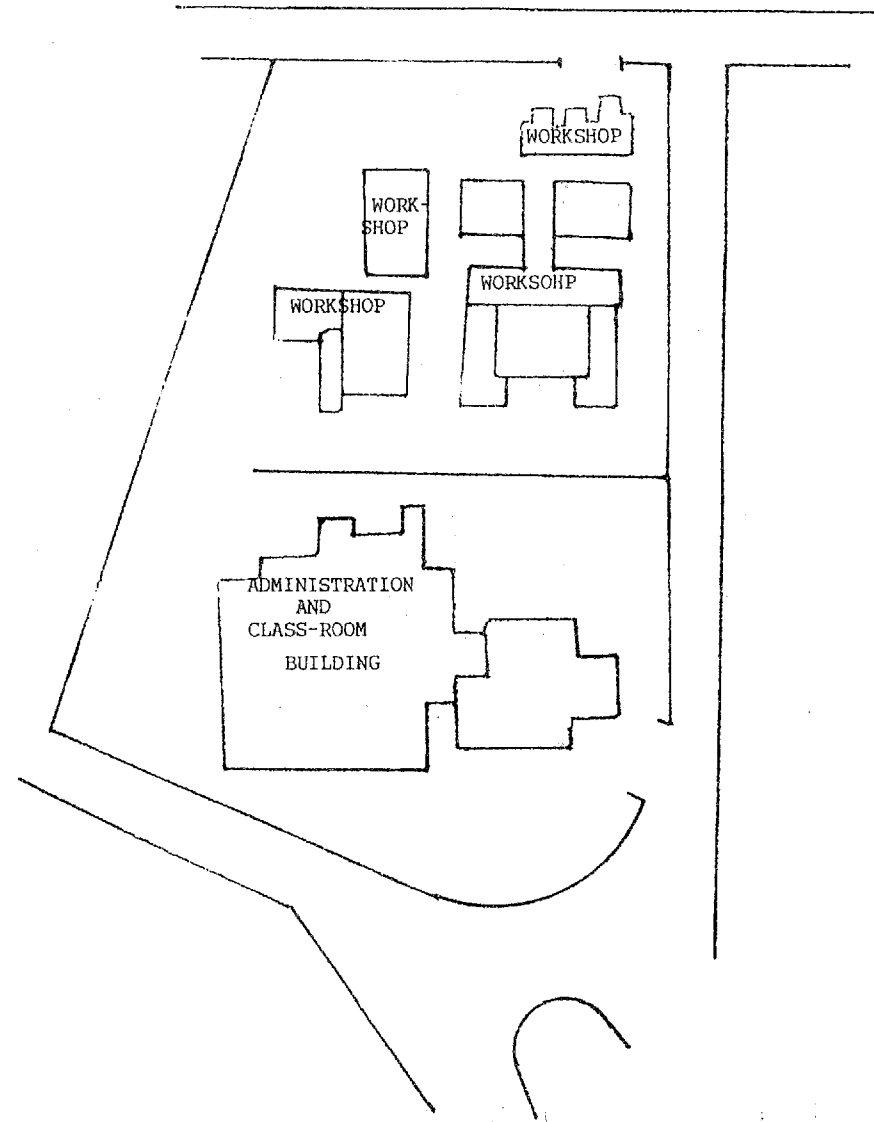 WORKSHOP
WORK-
SHOP
WORKSOHP
WORKSHOP
ADMINISTRATION
AND
CLASS-ROOM
BUILDING